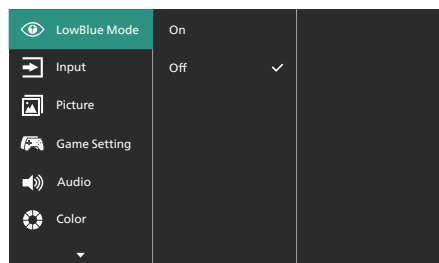 LowBlue Mode
On
Input
Off
Picture
Game Setting
Audio
Color